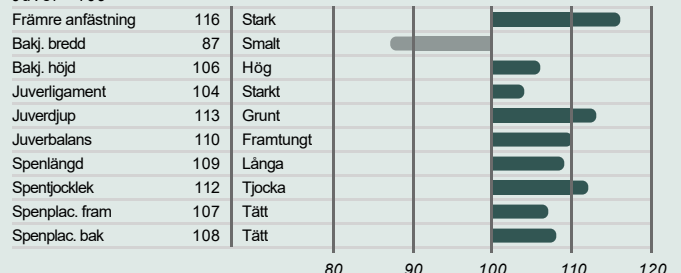 Främre anfästning 116 Stark
Bakj. bredd 87 Smalt
Bakj. höjd 106 Hög
Juverligament 104 Starkt
Juverdjup 113 Grunt
Juverbalans 110 Framtungt
Spenlängd 109 Långa
Spentjocklek 112 Tjocka
Spenplac. fram 107 Tätt
Spenplac. bak 108 Tätt
80 90 100 110 120